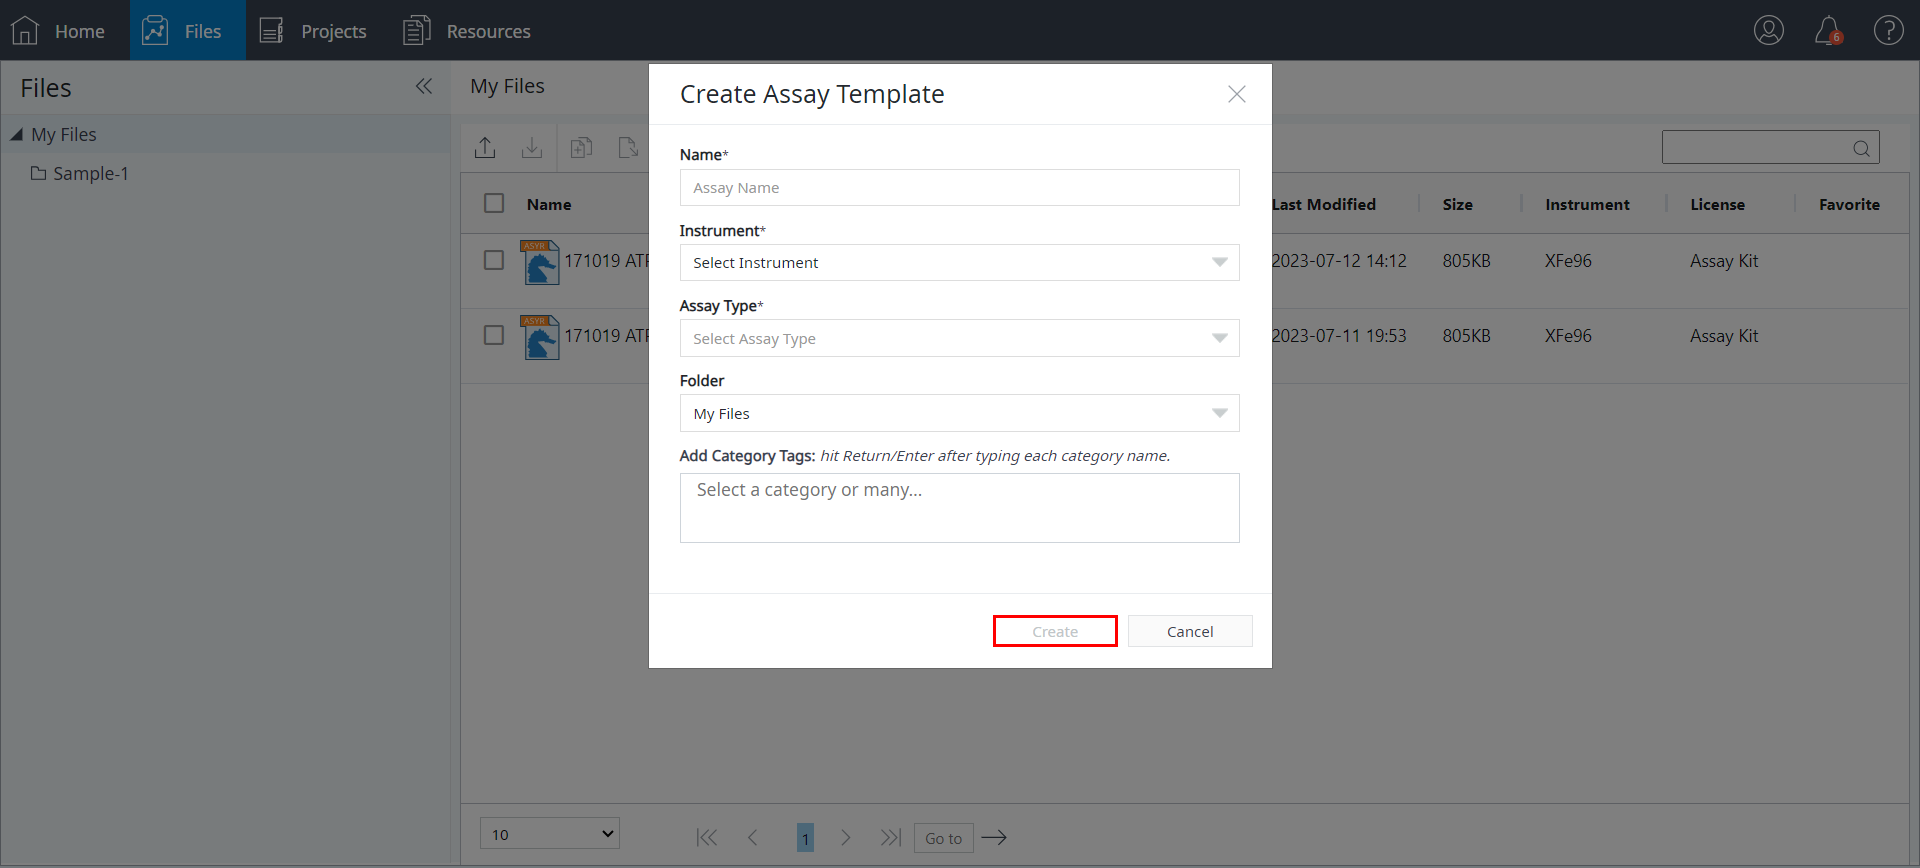 Home Files Projects Resources
6
?
Files
My Files
Sample-1
My Files
Name Last Modified Size Instrument License Favorite
ASYR
171019 ATP 2023-07-12 14:12 805KB XFe96 Assay Kit
ASYR
171019 ATP 2023-07-11 19:53 805KB XFe96 Assay Kit
Create Assay Template
Name*
Assay Name
Instrument*
Select Instrument
Assay Type*
Select Assay Type
Folder
My Files
Add Category Tags: hit Return/Enter after typing each category name.
Select a category or many...
Create Cancel
10 1 Go to